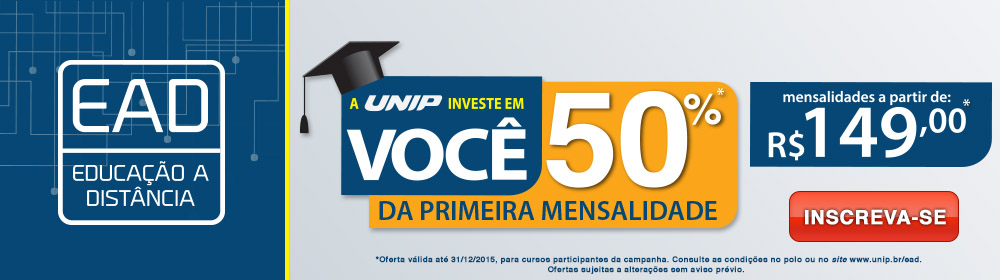 EAD
EDUCAÇÃO A
DISTÂNCIA
A UNIP INVESTE EM
VOCÊ 50%*
DA PRIMEIRA MENSALIDADE
mensalidades a partir de:
R$149,00*
INSCREVA-SE
*Oferta válida até 31/12/2015, para cursos participantes da campanha. Consulte as condições no polo ou no site www.unip.br/ead.
Ofertas sujeitas a alterações sem aviso prévio.